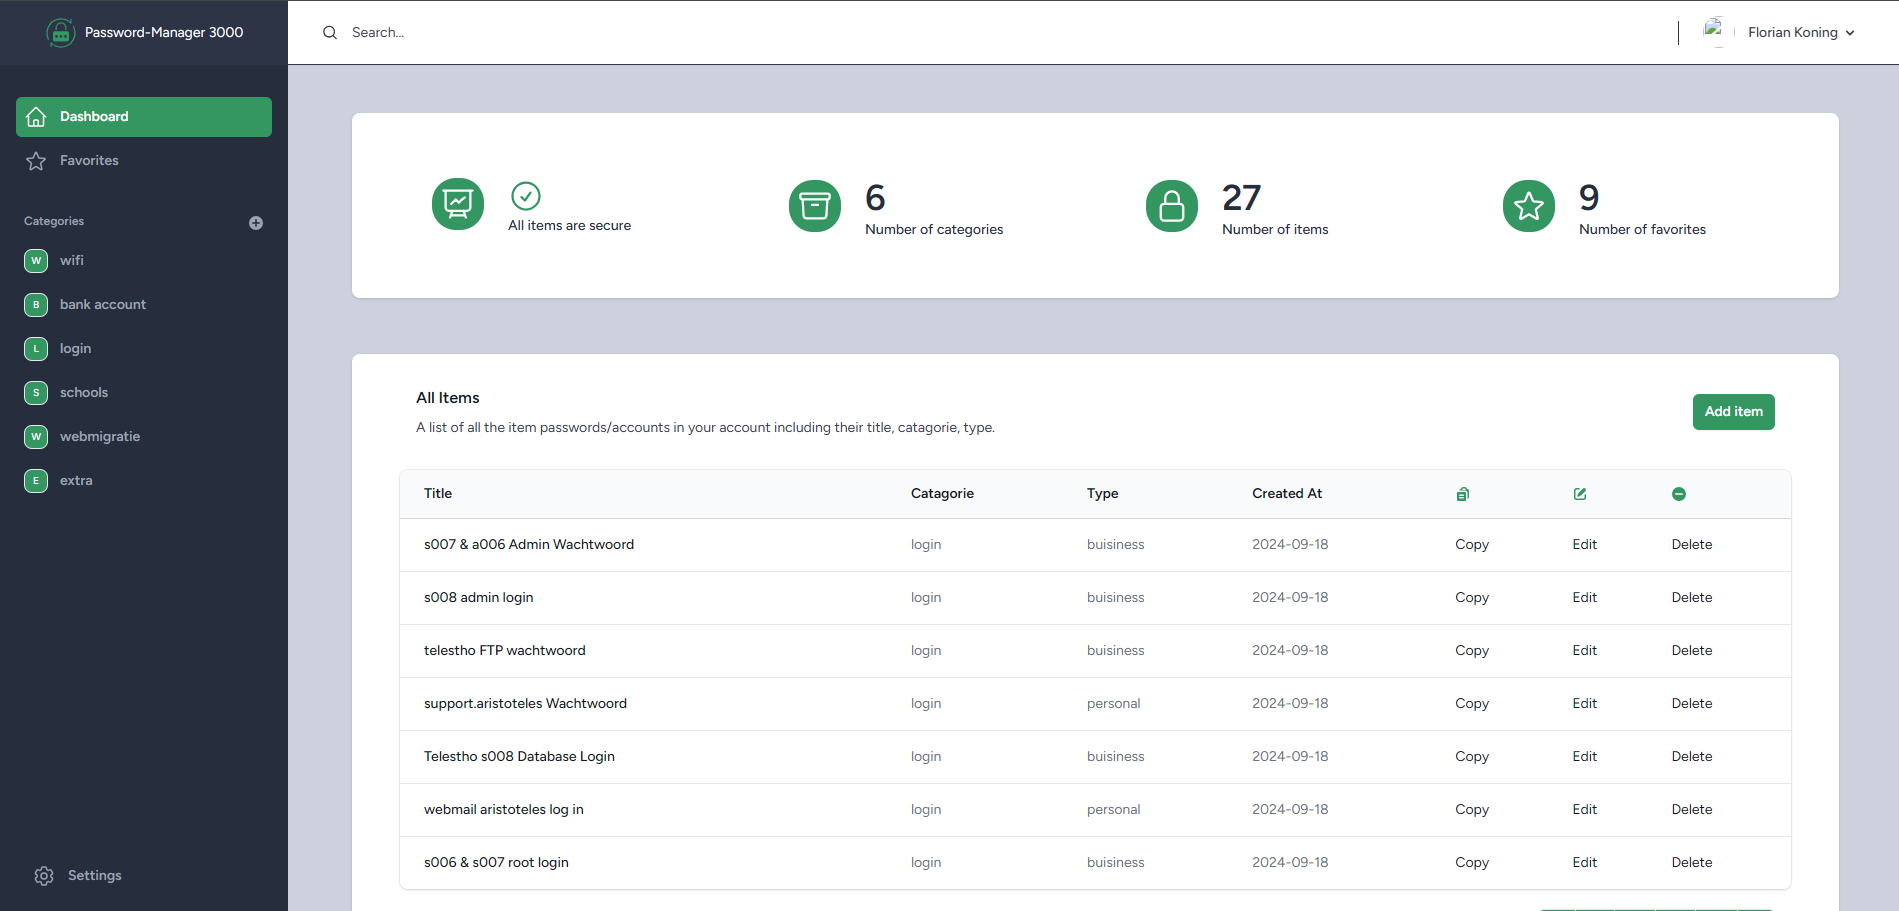 Password-Manager 3000
Search...
Florian Koning
Dashboard
Favorites
Categories
W wifi
B bank account
L login
S schools
W webmigratie
E extra
Settings
All items are secure
6
Number of categories
27
Number of items
9
Number of favorites
All Items
A list of all the item passwords/accounts in your account including their title, catagorie, type.
Add item
Title Catagorie Type Created At
s007 & a006 Admin Wachtwoord login buisiness 2024-09-18 Copy Edit Delete
s008 admin login login buisiness 2024-09-18 Copy Edit Delete
telestho FTP wachtwoord login buisiness 2024-09-18 Copy Edit Delete
support.aristoteles Wachtwoord login personal 2024-09-18 Copy Edit Delete
Telestho s008 Database Login login buisiness 2024-09-18 Copy Edit Delete
webmail aristoteles log in login personal 2024-09-18 Copy Edit Delete
s006 & s007 root login login buisiness 2024-09-18 Copy Edit Delete